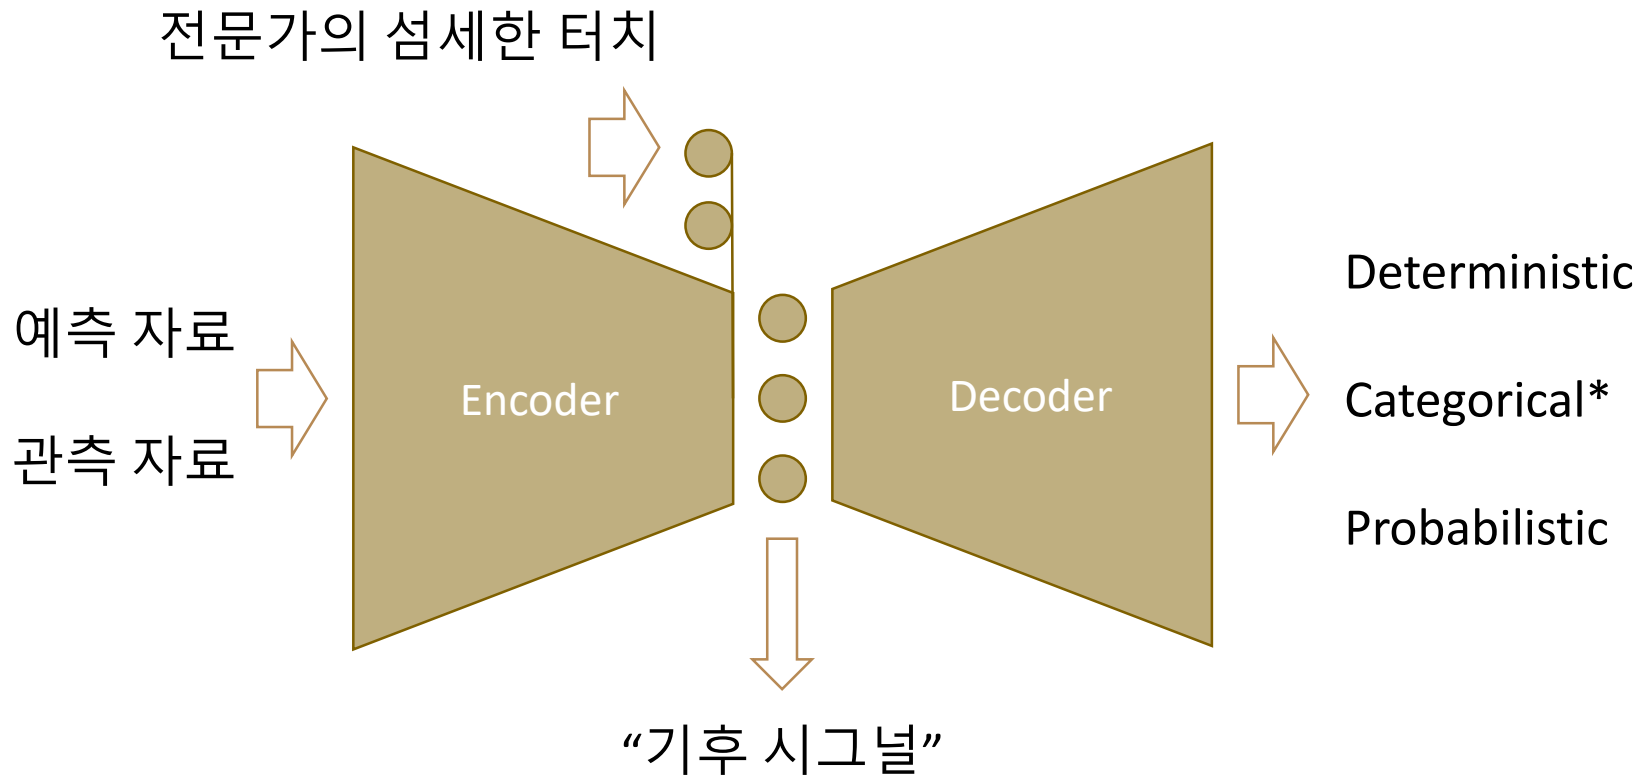 전문가의 섬세한 터치
예측 자료
관측 자료
Encoder
Decoder
Deterministic
Categorical*
Probabilistic
“기후 시그널”